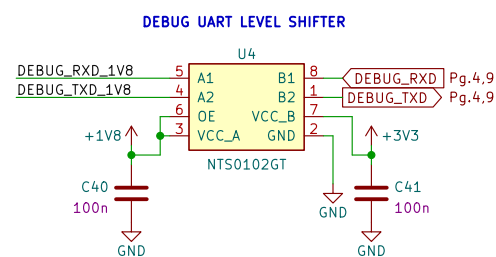 DEBUG UART LEVEL SHIFTER
U4
DEBUG_RXD_1V8 5 A1 B1 8 DEBUG_RXD Pg.4,9
DEBUG_TXD_1V8 4 A2 B2 1 DEBUG_TXD Pg.4,9
6 OE VCC_B 7
+1V8 3 VCC_A GND 2 +3V3
NTS0102GT
C40 C41
100n GND 100n
GND GND